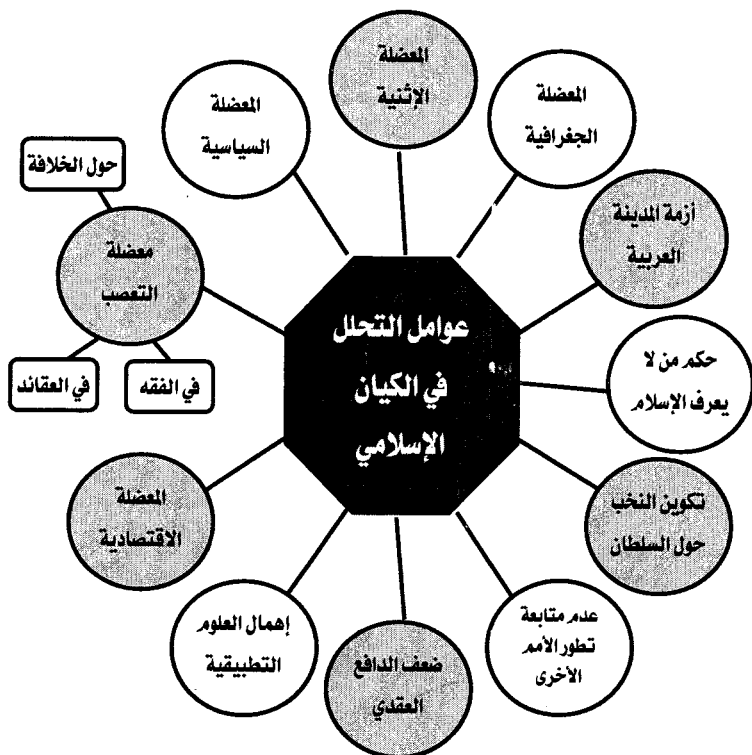 عوامل التحلل
في الكيان
الإسلامي
المعضلة
الإثنية
المعضلة
الجغرافية
أزمة المدينة
العربية
حكم من لا
يعرف الإسلام
تكوين النخب
حول السلطان
عدم متابعة
تطور الأمم
الأخرى
ضعف الدافع
العقدي
إهمال العلوم
التطبيقية
المعضلة
الاقتصادية
معضلة
التعصب
حول الخلافة
في الفقه
في العقائد
المعضلة
السياسية